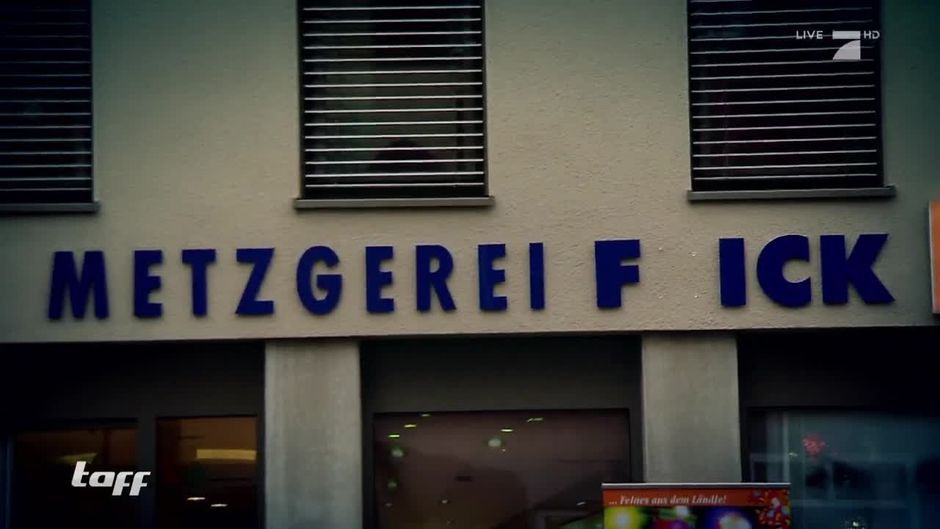 LIVE HD
METZGEREI F ICK
taff
... Feines aus dem Ländle!